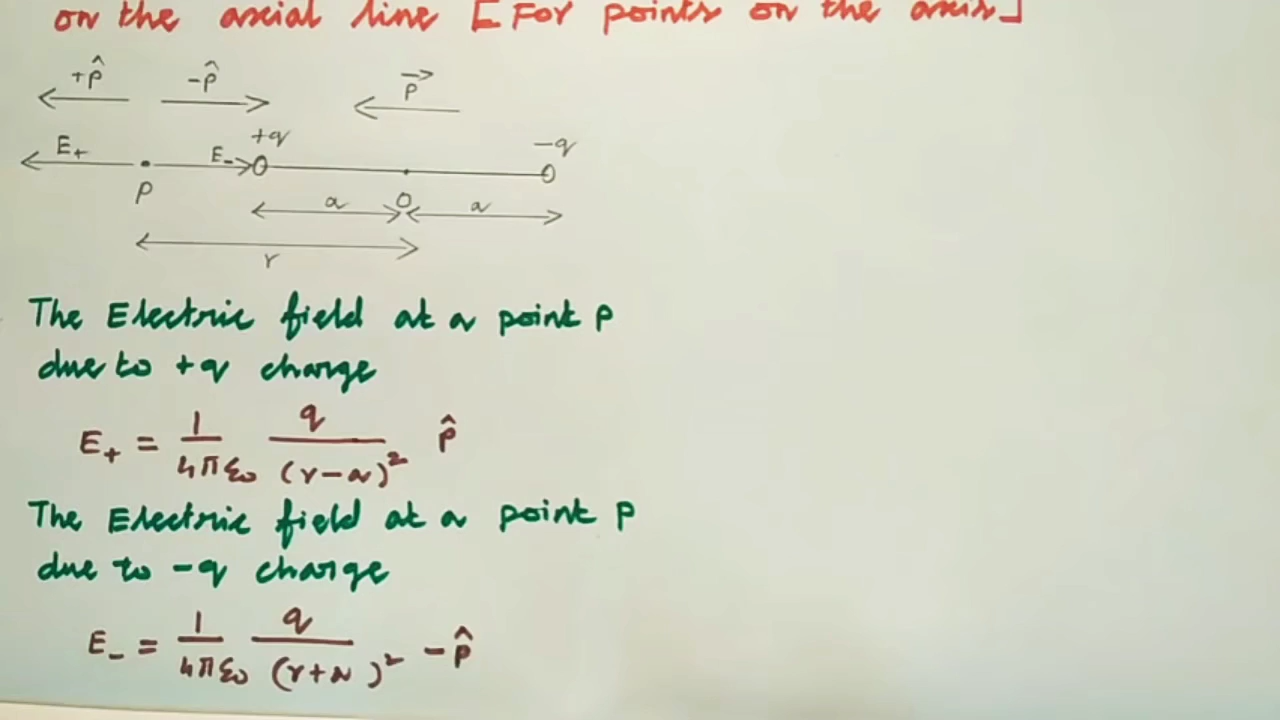 on the axial line [For points on the axis]
+p̂ -p̂ p⃗
E₊ E₋ +q -q
P
a O a
r
The Electric field at a point P
due to +q charge
E₊ = 1/4πε₀ q/(r-a)² p̂
The Electric field at a point P
due to -q charge
E₋ = 1/4πε₀ q/(r+a)² -p̂